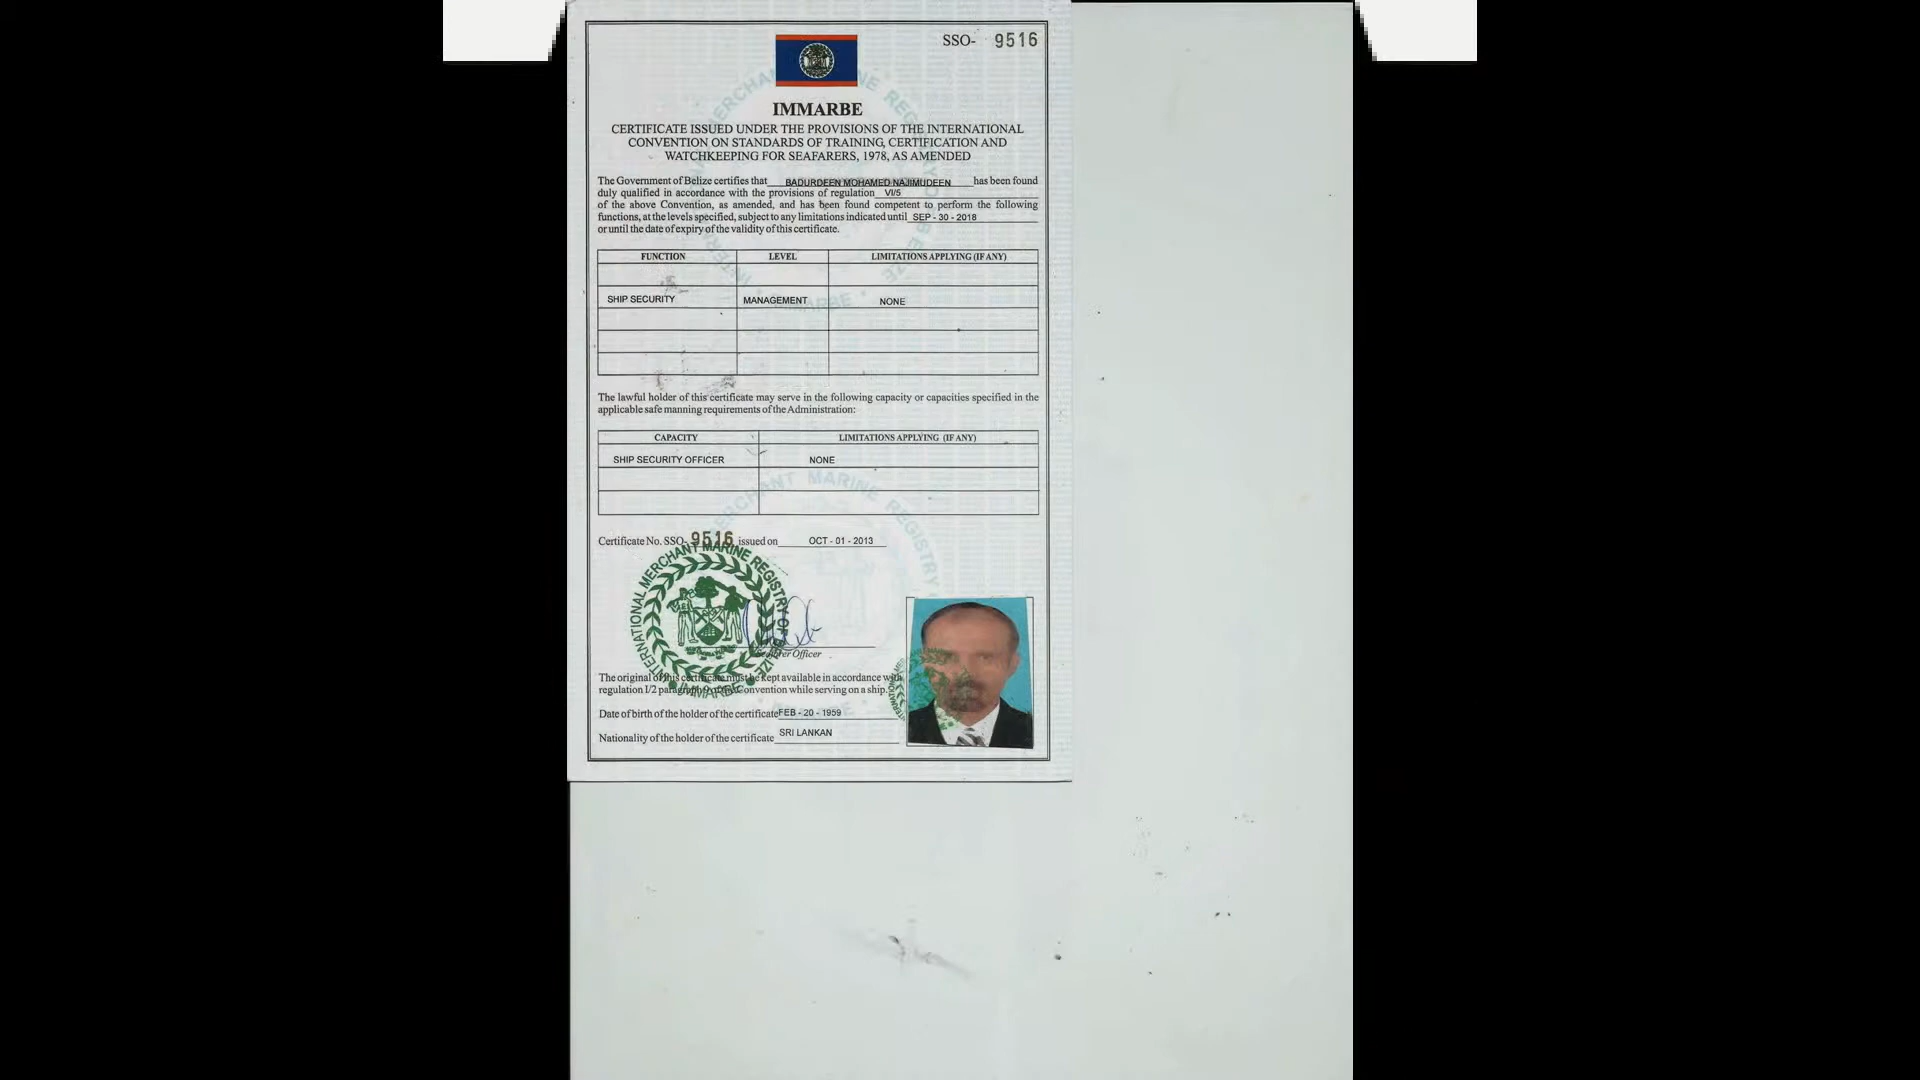 SSO- 9516
IMMARBE
CERTIFICATE ISSUED UNDER THE PROVISIONS OF THE INTERNATIONAL
CONVENTION ON STANDARDS OF TRAINING, CERTIFICATION AND
WATCHKEEPING FOR SEAFARERS, 1978, AS AMENDED
The Government of Belize certifies that BADURDEEN MOHAMED NAJIMUDEEN has been found
duly qualified in accordance with the provisions of regulation VI/5
of the above Convention, as amended, and has been found competent to perform the following
functions, at the levels specified, subject to any limitations indicated until SEP - 30 - 2018
or until the date of expiry of the validity of this certificate.
FUNCTION LEVEL LIMITATIONS APPLYING (IF ANY)
SHIP SECURITY MANAGEMENT NONE
The lawful holder of this certificate may serve in the following capacity or capacities specified in the
applicable safe manning requirements of the Administration:
CAPACITY LIMITATIONS APPLYING (IF ANY)
SHIP SECURITY OFFICER NONE
Certificate No. SSO- 9516 issued on OCT - 01 - 2013
INTERNATIONAL MERCHANT MARINE REGISTRY OF BELIZE
IMMARBE
Officer
The original of this certificate must be kept available in accordance with
regulation I/2 paragraph of the Convention while serving on a ship.
Date of birth of the holder of the certificate FEB - 20 - 1959
Nationality of the holder of the certificate SRI LANKAN